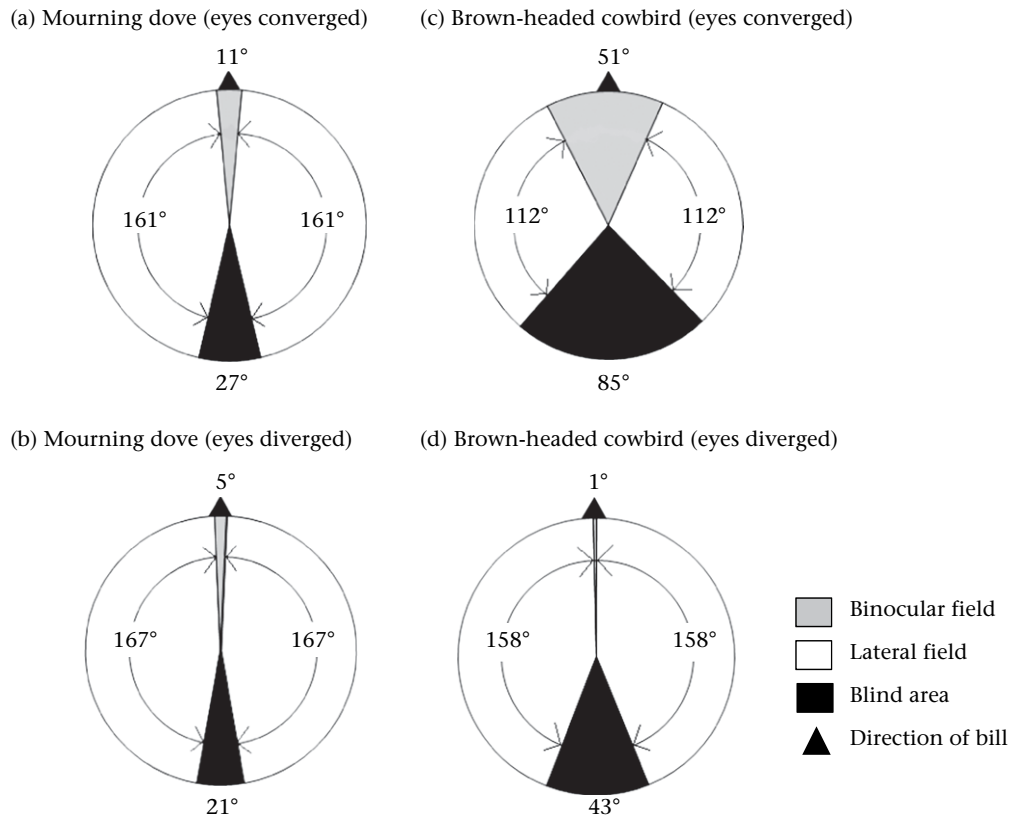 (a) Mourning dove (eyes converged)
11°
161°
161°
27°
(c) Brown-headed cowbird (eyes converged)
51°
112°
112°
85°
(b) Mourning dove (eyes diverged)
5°
167°
167°
21°
(d) Brown-headed cowbird (eyes diverged)
1°
158°
158°
43°
Binocular field
Lateral field
Blind area
Direction of bill